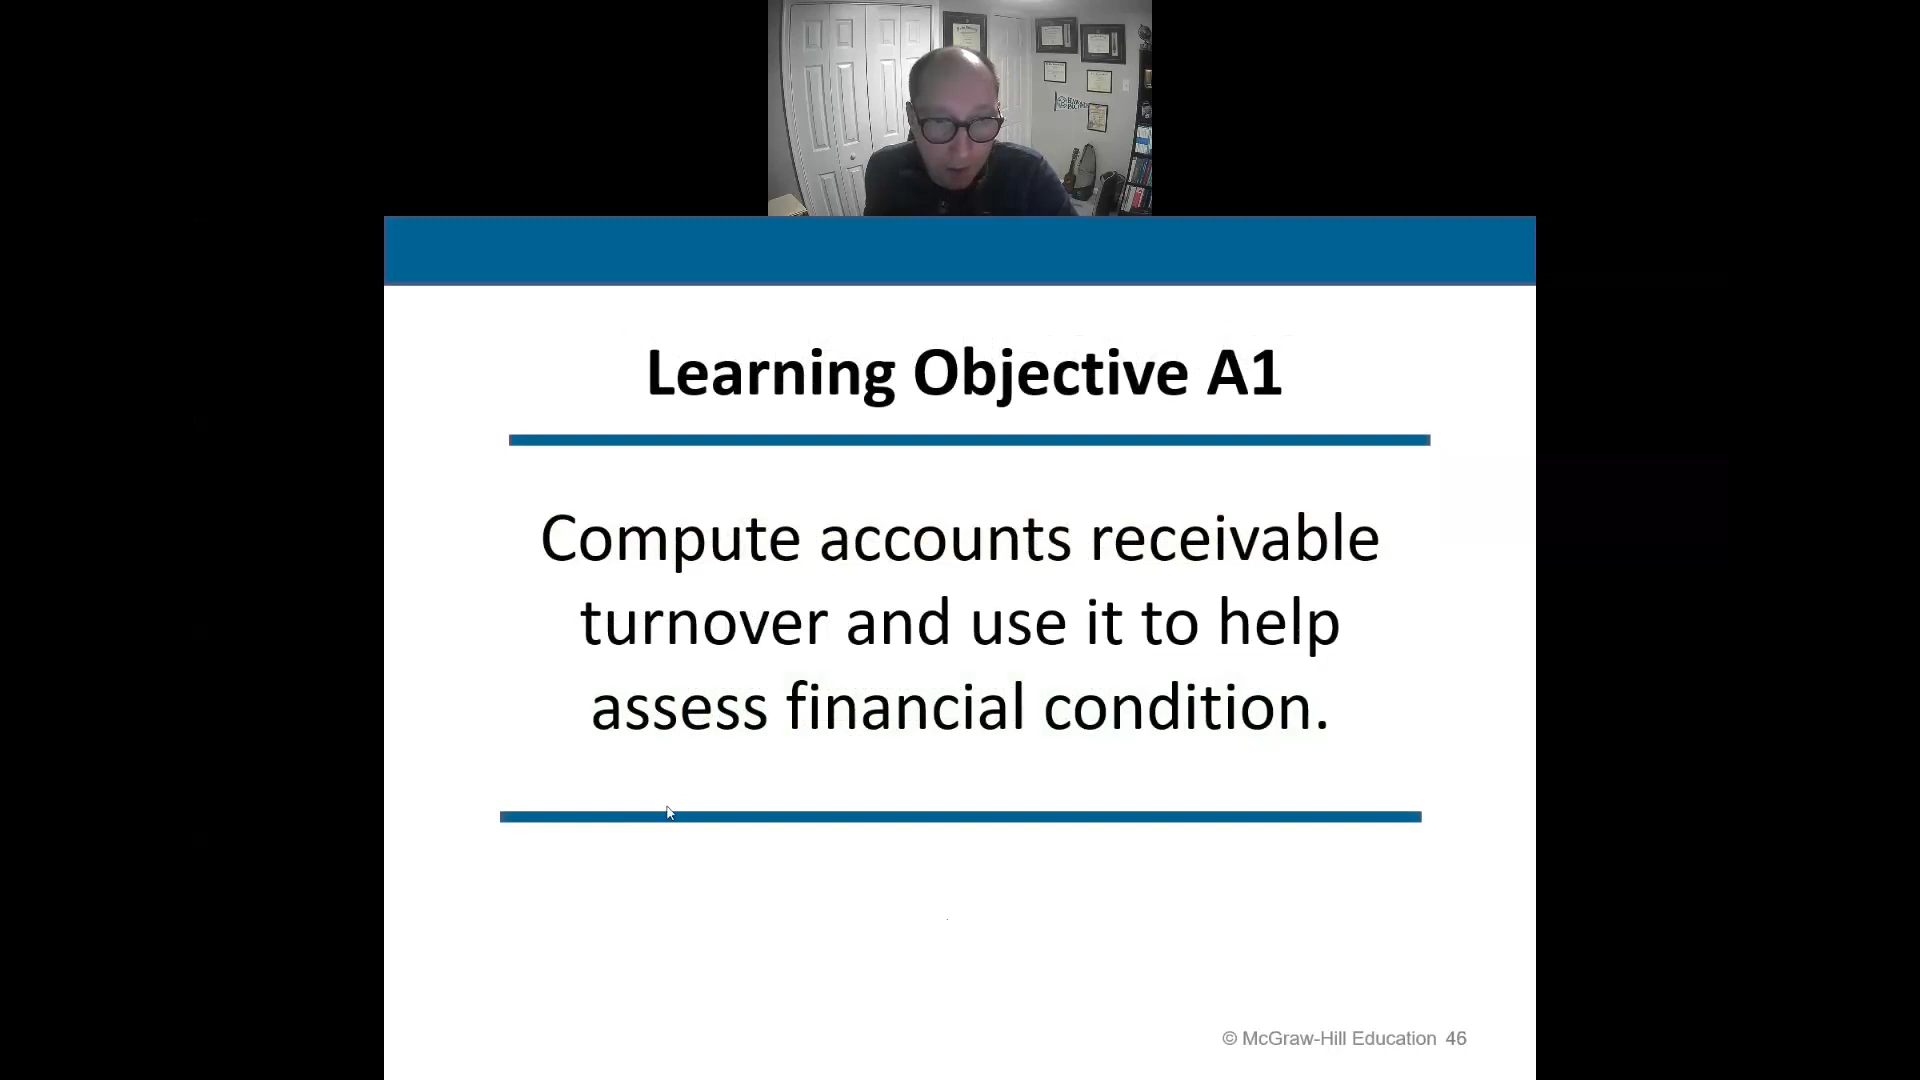 Learning Objective A1
Compute accounts receivable
turnover and use it to help
assess financial condition.
© McGraw-Hill Education 46